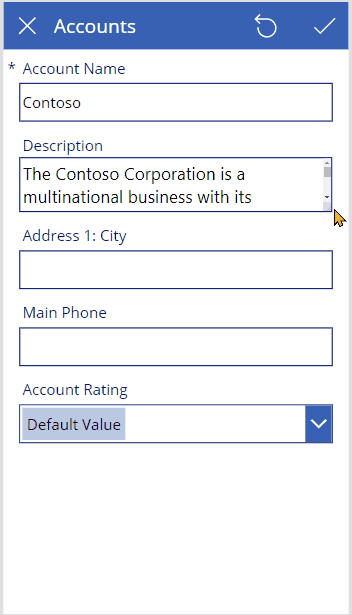 Accounts
* Account Name
Contoso
Description
The Contoso Corporation is a
multinational business with its
Address 1: City
Main Phone
Account Rating
Default Value